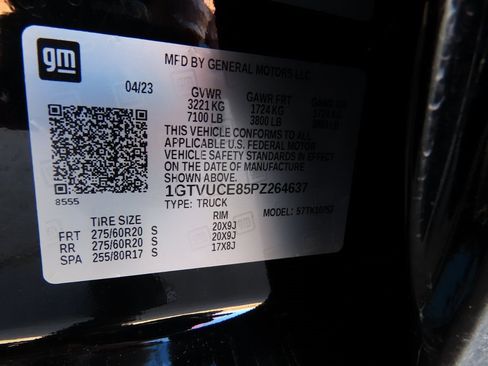 gm
MFD BY GENERAL MOTORS LLC
04/23
GVWR GAWR FRT GAWR RR
3221 KG 1724 KG
7100 LB 3800 LB
THIS VEHICLE CONFORMS TO ALL
APPLICABLE U.S. FEDERAL MOTOR
VEHICLE SAFETY STANDARDS IN EFFECT
ON THE DATE OF MANUFACTURE
SHOWN ABOVE.
1GTVUCE85PZ264637
TYPE: TRUCK MODEL:
8555
TIRE SIZE RIM
FRT 275/60R20 S 20X9J
RR 275/60R20 S 20X9J
SPA 255/80R17 S 17X8J